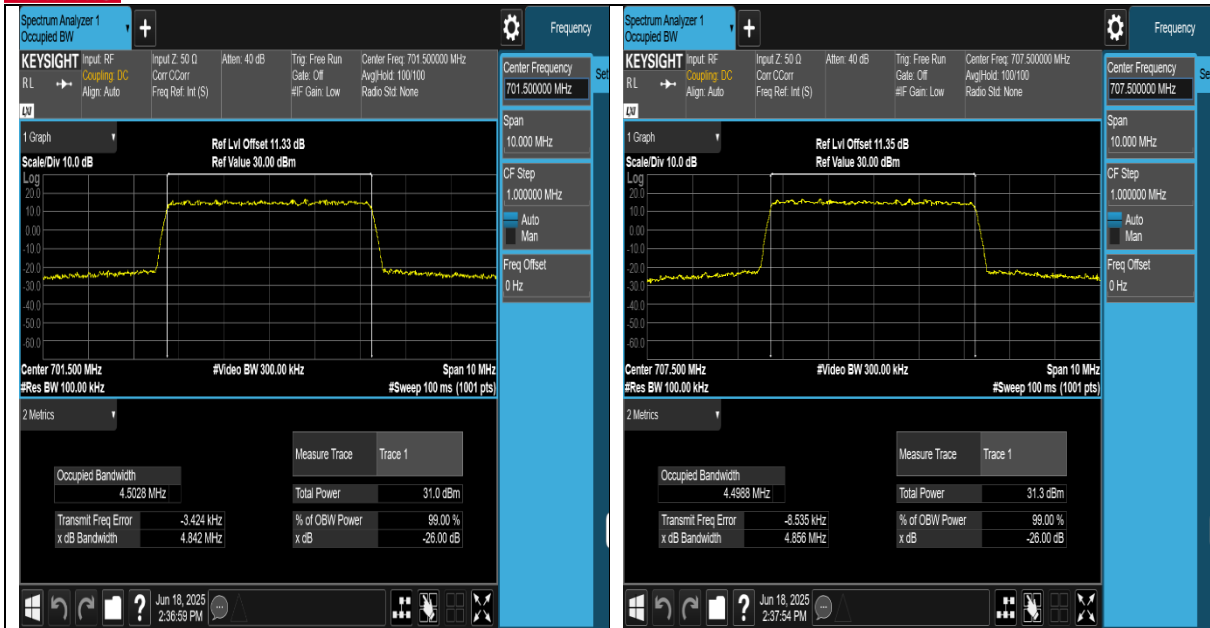 Spectrum Analyzer 1
Occupied BW
+
Frequency
KEYSIGHT Input: RF Input Z: 50 Ω Atten: 40 dB Trig: Free Run Center Freq: 701.500000 MHz
RL Coupling: DC Corr CCorr Gate: Off Avg|Hold: 100/100
Align: Auto Freq Ref: Int (S) #IF Gain: Low Radio Std: None
LXI
Center Frequency
701.500000 MHz
Set
Span
10.000 MHz
CF Step
1.000000 MHz
Auto
Man
Freq Offset
0 Hz
1 Graph
Ref Lvl Offset 11.33 dB
Scale/Div 10.0 dB Ref Value 30.00 dBm
Log
20.0
10.0
0.00
-10.0
-20.0
-30.0
-40.0
-50.0
-60.0
Center 701.500 MHz #Video BW 300.00 kHz Span 10 MHz
#Res BW 100.00 kHz #Sweep 100 ms (1001 pts)
2 Metrics
Measure Trace Trace 1
Occupied Bandwidth
4.5028 MHz Total Power 31.0 dBm
Transmit Freq Error -3.424 kHz % of OBW Power 99.00 %
x dB Bandwidth 4.842 MHz x dB -26.00 dB
? Jun 18, 2025
2:36:59 PM
Spectrum Analyzer 1
Occupied BW
+
Frequency
KEYSIGHT Input: RF Input Z: 50 Ω Atten: 40 dB Trig: Free Run Center Freq: 707.500000 MHz
RL Coupling: DC Corr CCorr Gate: Off Avg|Hold: 100/100
Align: Auto Freq Ref: Int (S) #IF Gain: Low Radio Std: None
LXI
Center Frequency
707.500000 MHz
Se
Span
10.000 MHz
CF Step
1.000000 MHz
Auto
Man
Freq Offset
0 Hz
1 Graph
Ref Lvl Offset 11.35 dB
Scale/Div 10.0 dB Ref Value 30.00 dBm
Log
20.0
10.0
0.00
-10.0
-20.0
-30.0
-40.0
-50.0
-60.0
Center 707.500 MHz #Video BW 300.00 kHz Span 10 MHz
#Res BW 100.00 kHz #Sweep 100 ms (1001 pts)
2 Metrics
Measure Trace Trace 1
Occupied Bandwidth
4.4988 MHz Total Power 31.3 dBm
Transmit Freq Error -8.535 kHz % of OBW Power 99.00 %
x dB Bandwidth 4.856 MHz x dB -26.00 dB
? Jun 18, 2025
2:37:54 PM